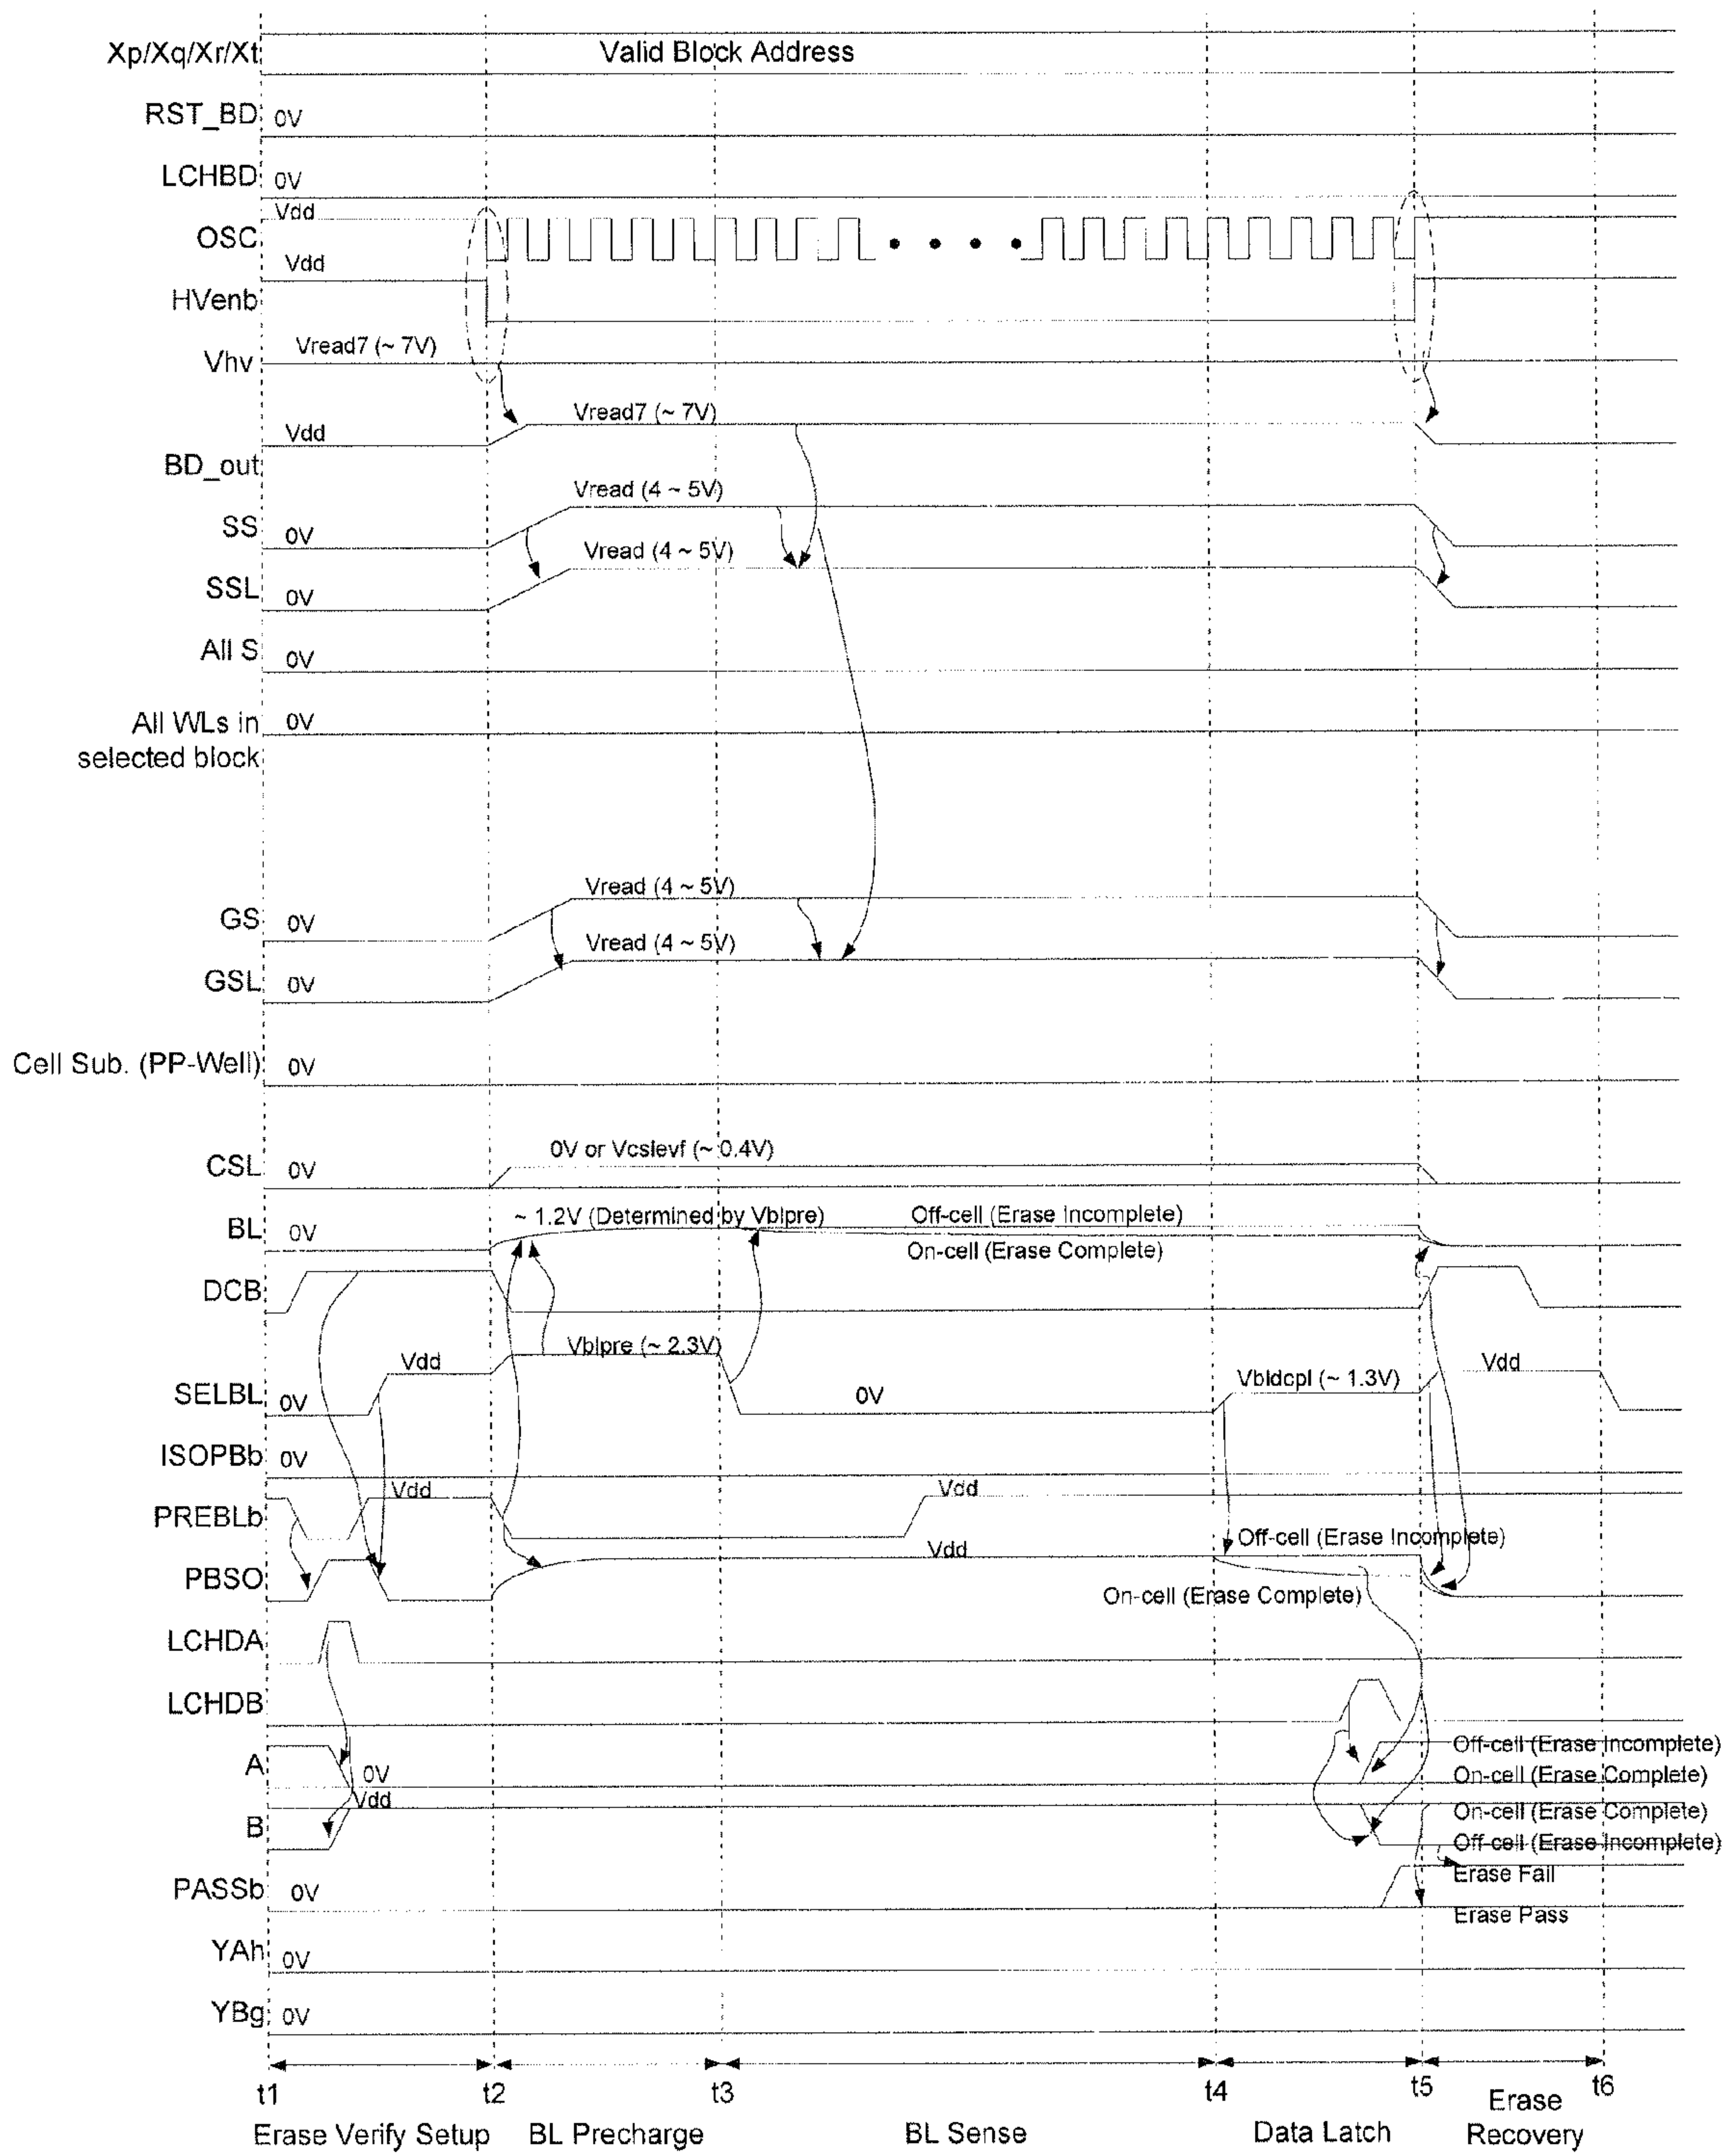 Xp/Xq/Xr/Xt
Valid Block Address
RST_BD
0V
LCHBD
0V
Vdd
OSC
Vdd
HVenb
Vread7 (~ 7V)
Vhv
Vread7 (~ 7V)
Vdd
BD_out
Vread (4 ~ 5V)
SS
0V
Vread (4 ~ 5V)
SSL
0V
All S
0V
All WLs in
selected block
0V
Vread (4 ~ 5V)
GS
0V
Vread (4 ~ 5V)
GSL
0V
Cell Sub. (PP-Well)
0V
0V or Vcslevf (~ 0.4V)
CSL
0V
~ 1.2V (Determined by Vblpre)
Off-cell (Erase Incomplete)
BL
0V
On-cell (Erase Complete)
DCB
Vblpre (~ 2.3V)
Vdd
Vdd
SELBL
0V
0V
Vbldcpl (~ 1.3V)
ISOPBb
0V
Vdd
Vdd
PREBLb
Off-cell (Erase Incomplete)
Vdd
PBSO
On-cell (Erase Complete)
LCHDA
LCHDB
A
0V
Off-cell (Erase Incomplete)
On-cell (Erase Complete)
Vdd
B
On-cell (Erase Complete)
Off-cell (Erase Incomplete)
PASSb
0V
Erase Fail
Erase Pass
YAh
0V
YBg
0V
t1
t2
t3
t4
t5
t6
Erase Verify Setup
BL Precharge
BL Sense
Data Latch
Erase
Recovery